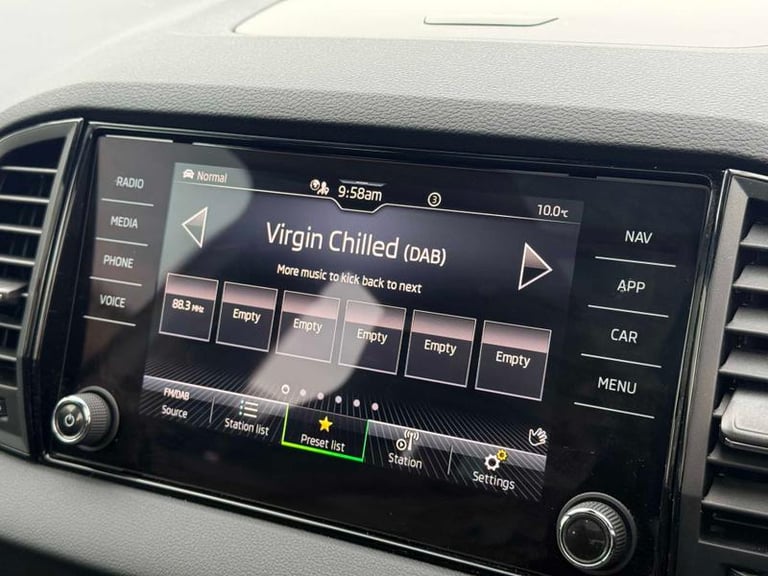 RADIO
MEDIA
PHONE
VOICE
Normal
9:58am
3
10.0°C
Virgin Chilled (DAB)
More music to kick back to next
88.3 MHz
Empty
Empty
Empty
Empty
Empty
FM/DAB
Source
Station list
Preset list
Station
Settings
NAV
APP
CAR
MENU